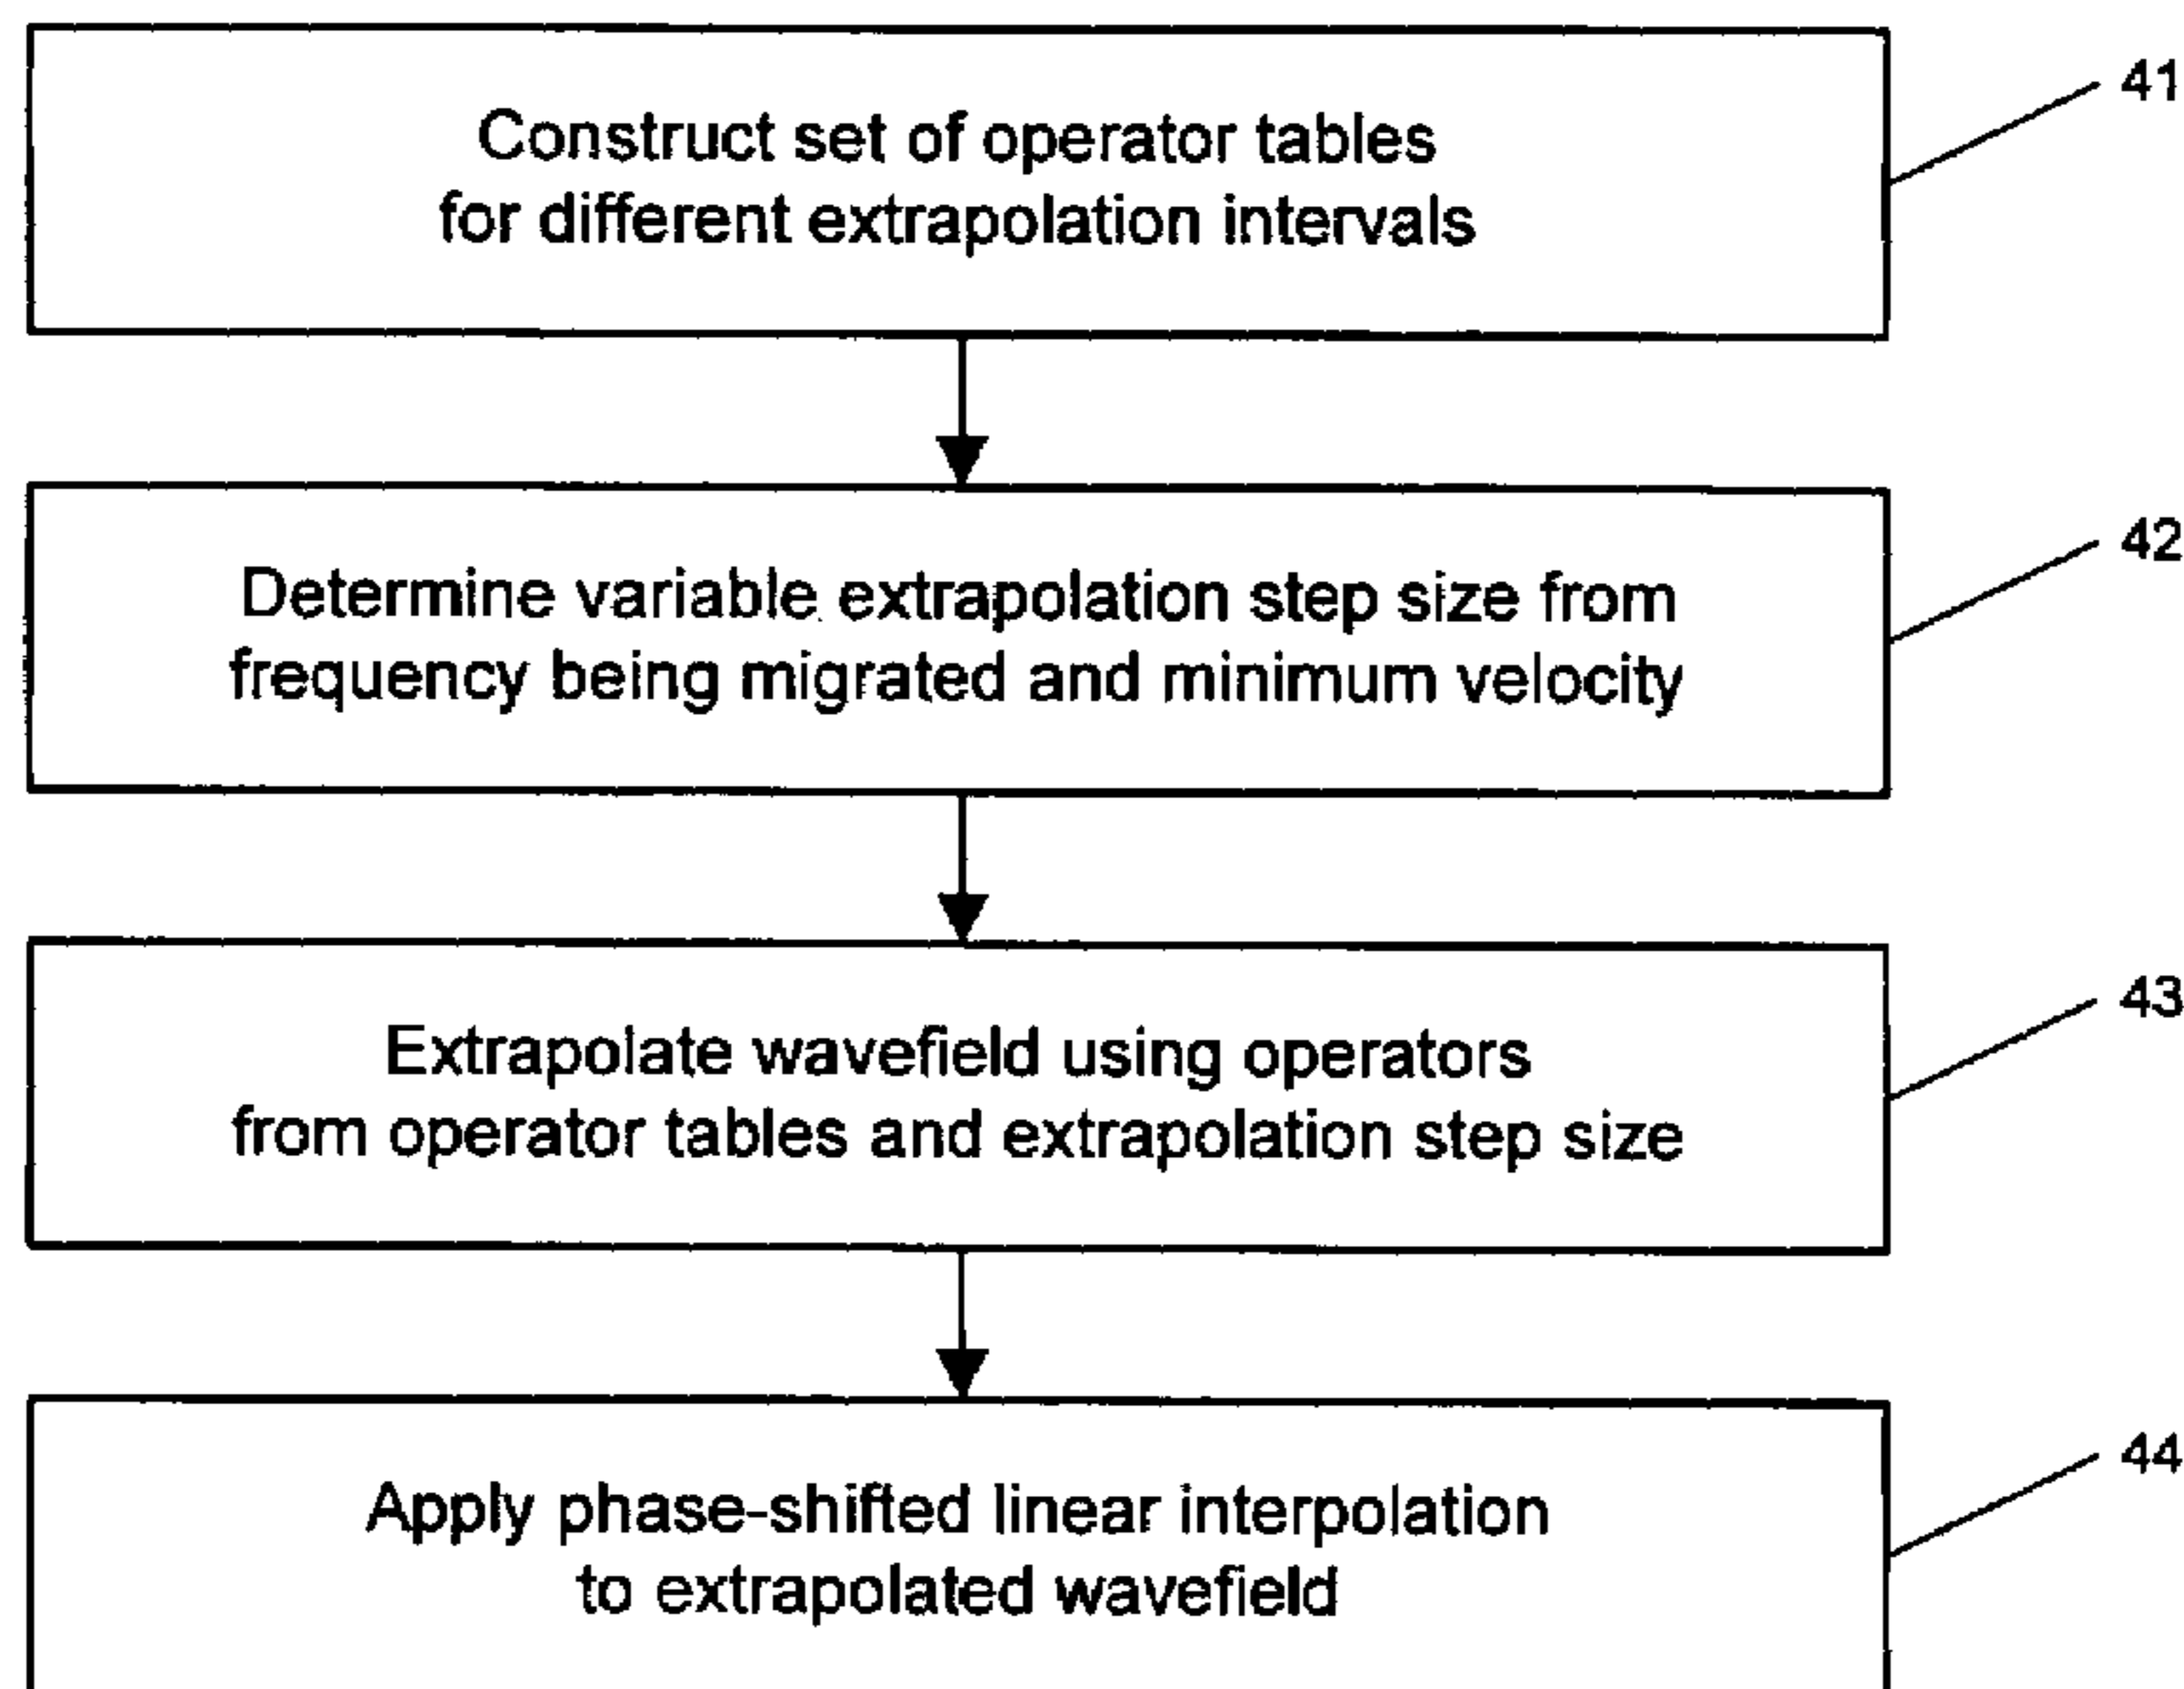 Construct set of operator tables
for different extrapolation intervals
41
Determine variable extrapolation step size from
frequency being migrated and minimum velocity
42
Extrapolate wavefield using operators
from operator tables and extrapolation step size
43
Apply phase-shifted linear interpolation
to extrapolated wavefield
44